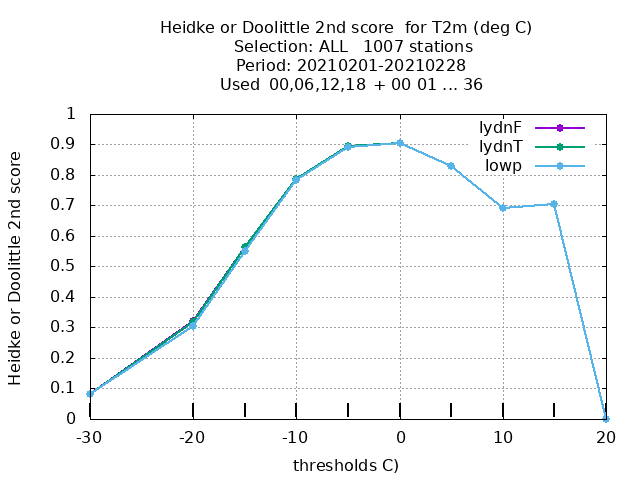 Heidke or Doolittle 2nd score  for T2m (deg C)
Selection: ALL   1007 stations
Period: 20210201-20210228
Used  00,06,12,18  + 00 01 ... 36
Heidke or Doolittle 2nd score
1
0.9
0.8
0.7
0.6
0.5
0.4
0.3
0.2
0.1
0
lydnF
lydnT
lowp
-30 -20 -10 0 10 20
thresholds C)